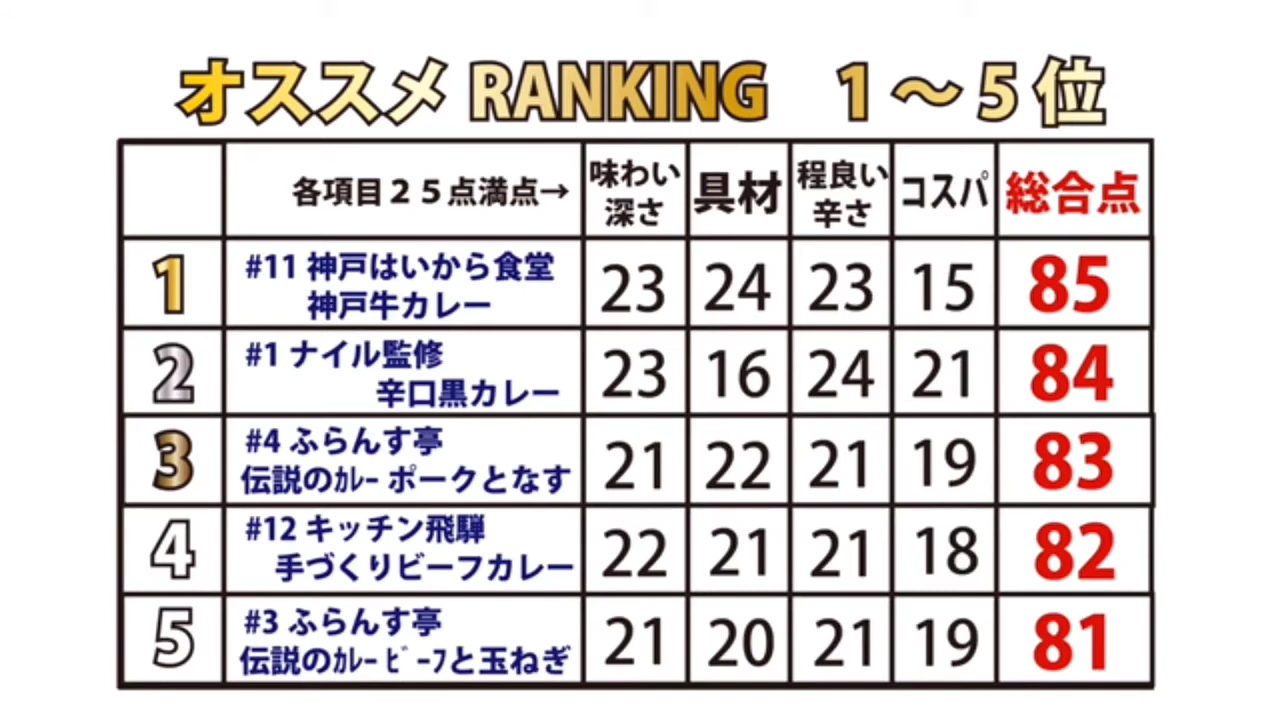 オススメ RANKING 1～5位
各項目２５点満点→ 味わい深さ 具材 程良い辛さ コスパ 総合点
1 #11 神戸はいから食堂
神戸牛カレー 23 24 23 15 85
2 #1 ナイル監修
辛口黒カレー 23 16 24 21 84
3 #4 ふらんす亭
伝説のｶﾚｰ ポークとなす 21 22 21 19 83
4 #12 キッチン飛騨
手づくりビーフカレー 22 21 21 18 82
5 #3 ふらんす亭
伝説のｶﾚｰ ﾋﾞｰﾌと玉ねぎ 21 20 21 19 81